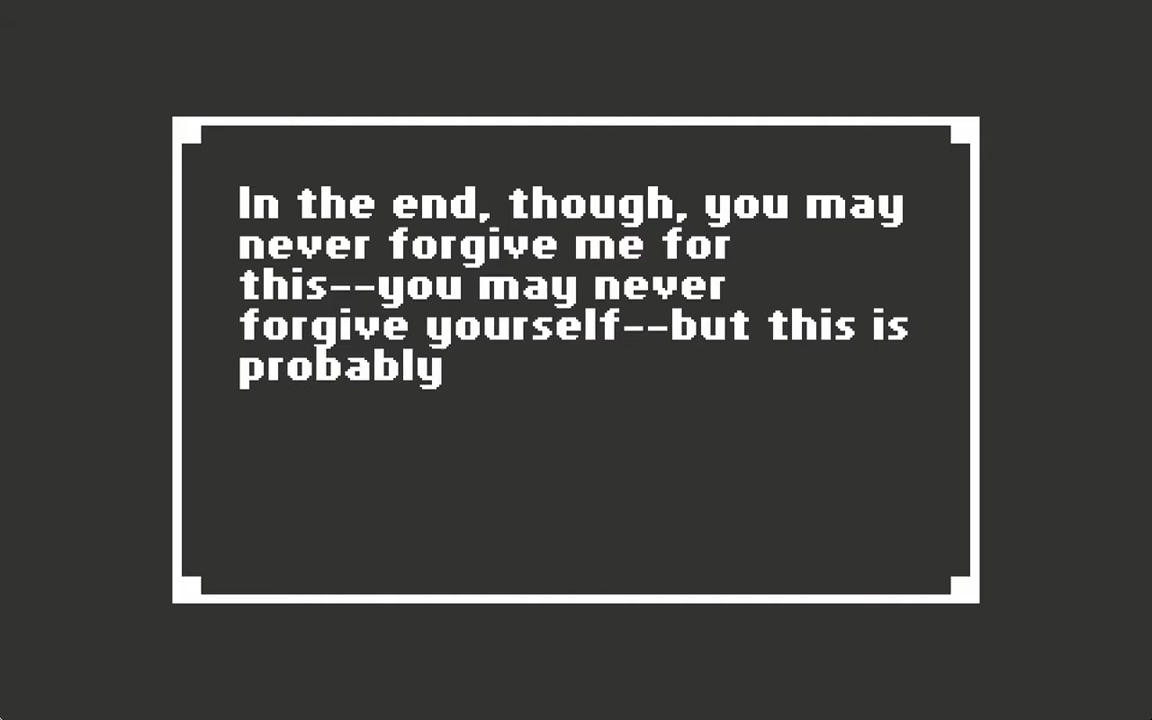 In the end, though, you may
never forgive me for
this--you may never
forgive yourself--but this is
probably